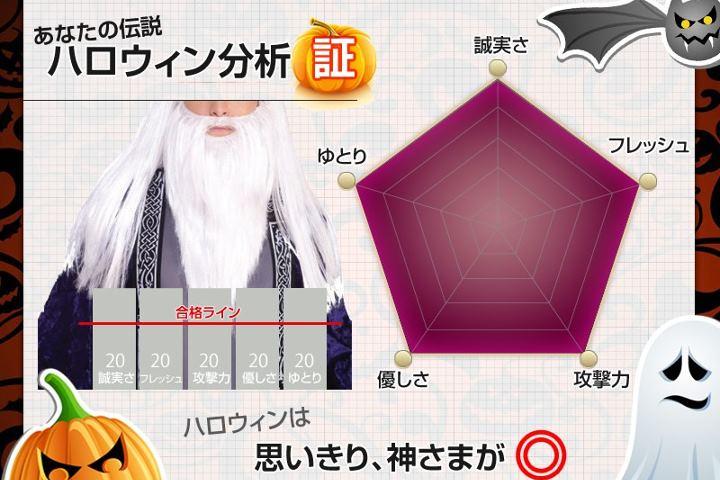 あなたの伝説
ハロウィン分析 証
誠実さ
フレッシュ
ゆとり
優しさ
攻撃力
合格ライン
20 20 20 20 20
誠実さ フレッシュ 攻撃力 優しさ ゆとり
ハロウィンは
思いきり、神さまが ◎